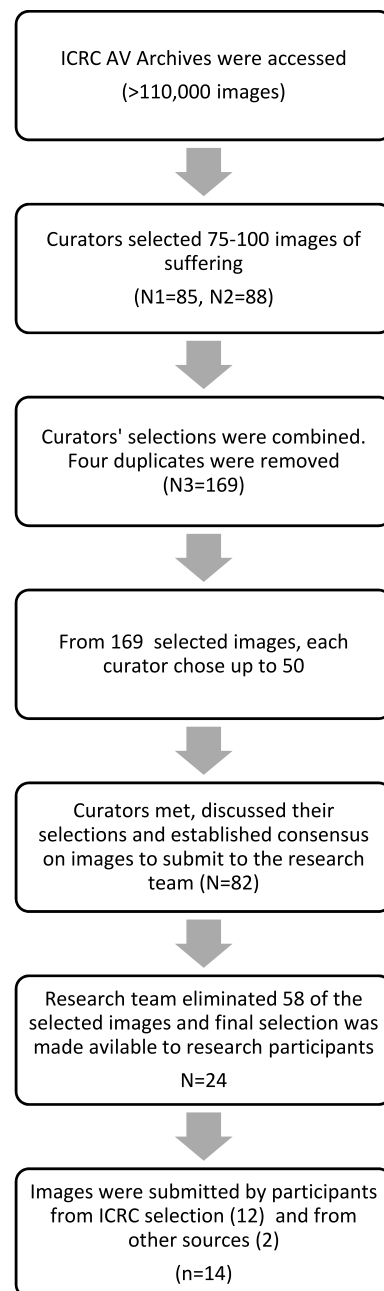 ICRC AV Archives were accessed
(>110,000 images)
Curators selected 75-100 images of
suffering
(N1=85, N2=88)
Curators' selections were combined.
Four duplicates were removed
(N3=169)
From 169 selected images, each
curator chose up to 50
Curators met, discussed their
selections and established consensus
on images to submit to the research
team (N=82)
Research team eliminated 58 of the
selected images and final selection was
made avilable to research participants
N=24
Images were submitted by participants
from ICRC selection (12) and from
other sources (2)
(n=14)